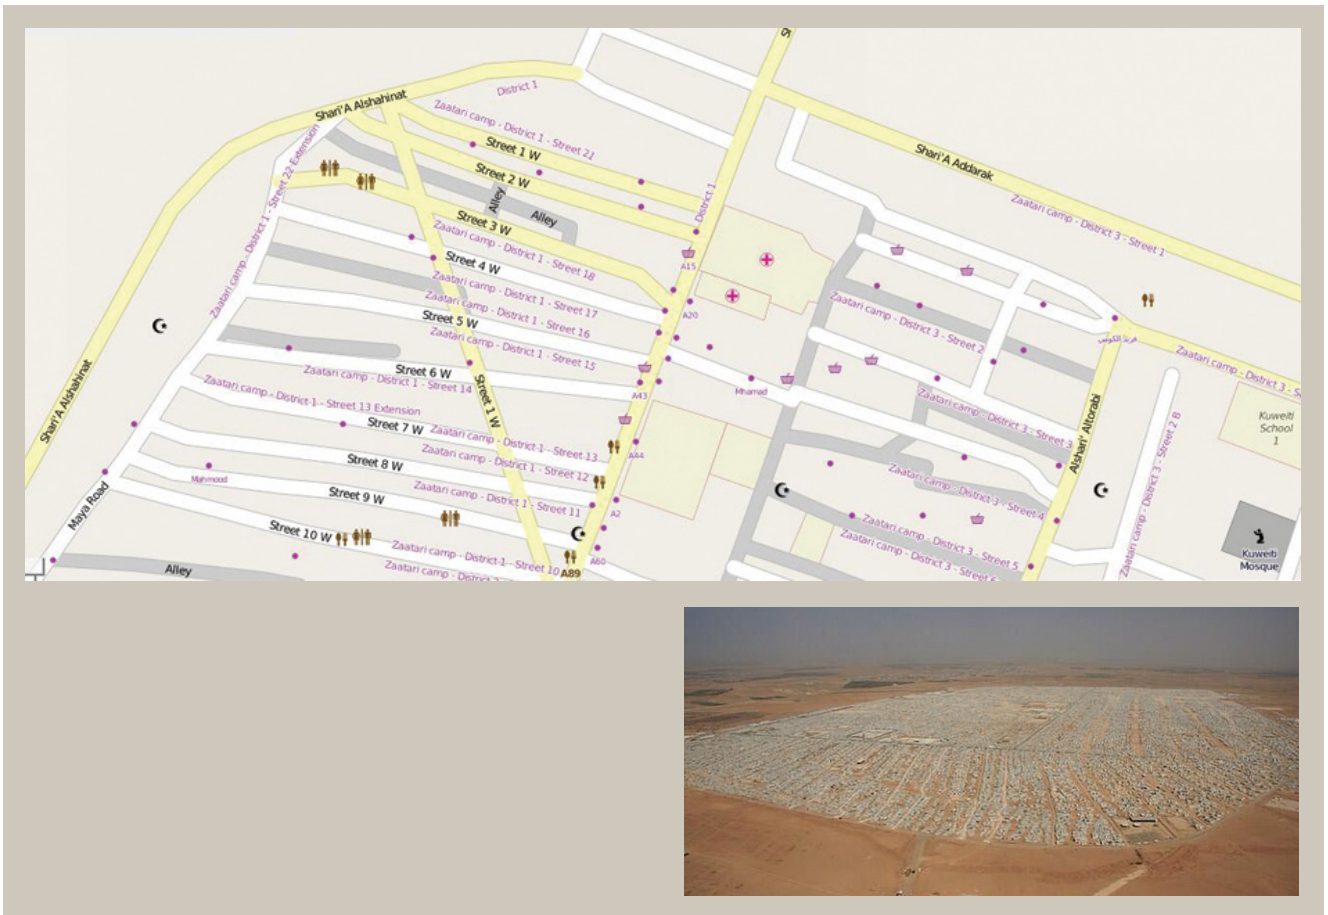 District 1
Shari'A Alshahinat
Zaatari camp - District 1 - Street 21
Street 1 W
Street 2 W
Shari'A Addarak
Zaatari camp - District 1 - Street 22 Extension
Alley
Alley
District 1
Zaatari camp - District 3 - Street 1
Street 3 W
Zaatari camp - District 1 - Street 18
Street 4 W
A15
Zaatari camp - District 1 - Street 17
Zaatari camp - District 1 - Street 16
Street 5 W
A20
Zaatari camp - District 3 - Street 2
Zaatari camp - District 1 - Street 15
Zaatari camp - District 3 - S
Street 6 W
Zaatari camp - District 1 - Street 14
Shari'A Alshahinat
Street 1 W
A43
Mhamad
Zaatari camp - District 3 - Street 3
Zaatari camp - District 1 - Street 13 Extension
Street 7 W
Zaatari camp - District 1 - Street 13
Kuweiti
School
1
Alshari' Altorabi
Zaatari camp - District 3 - Street 2 B
A44
Street 8 W
Zaatari camp - District 1 - Street 12
Mahmood
Zaatari camp - District 3 - Street 4
Street 9 W
Zaatari camp - District 1 - Street 11
A2
Maya Road
Street 10 W
Zaatari camp - District 3 - Street 5
Zaatari camp - District 3 - Street 6
Zaatari camp - District 1 - Street 10
A60
Kuweiti
Mosque
Alley
A89